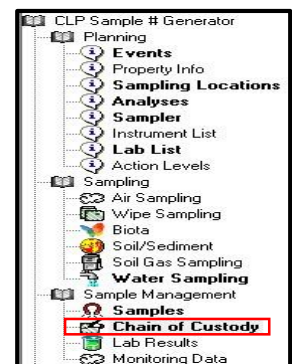 CLP Sample # Generator
Planning
Events
Property Info
Sampling Locations
Analyses
Sampler
Instrument List
Lab List
Action Levels
Sampling
Air Sampling
Wipe Sampling
Biota
Soil/Sediment
Soil Gas Sampling
Water Sampling
Sample Management
Samples
Chain of Custody
Lab Results
Monitoring Data